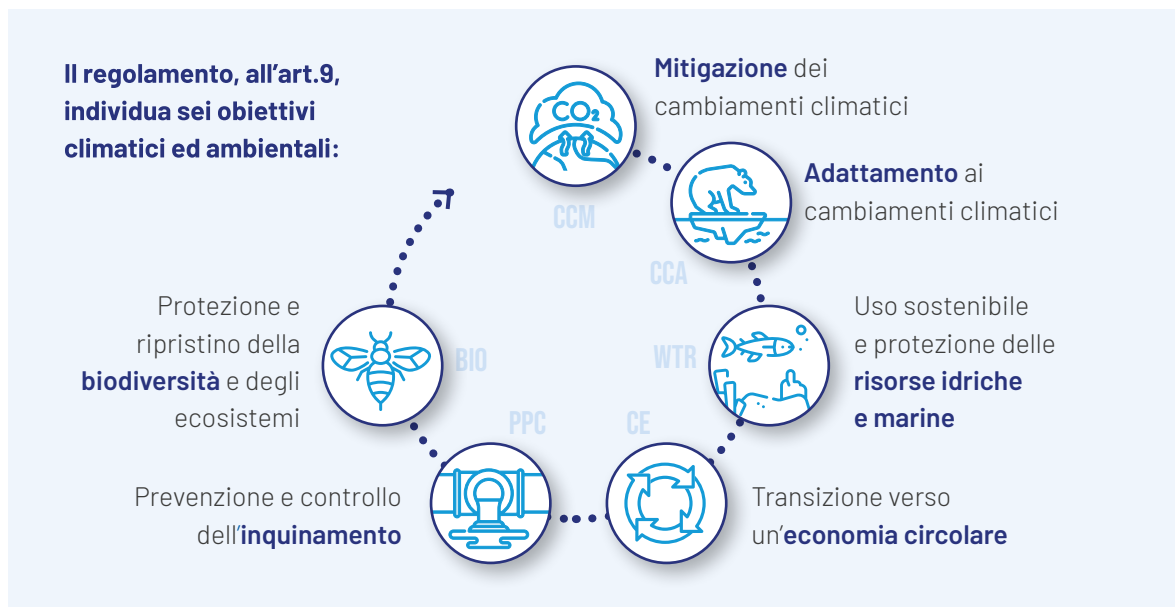 Il regolamento, all'art.9,
individua sei obiettivi
climatici ed ambientali:
CO₂
Mitigazione dei
cambiamenti climatici
CCM
Adattamento ai
cambiamenti climatici
CCA
Uso sostenibile
e protezione delle
risorse idriche
e marine
WTR
Transizione verso
un'economia circolare
CE
Prevenzione e controllo
dell'inquinamento
PPC
Protezione e
ripristino della
biodiversità e degli
ecosistemi
BIO